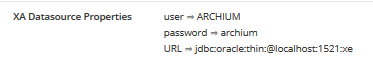 XA Datasource Properties user ⇒ ARCHIUM
password ⇒ archium
URL ⇒ jdbc:oracle:thin:@localhost:1521:xe